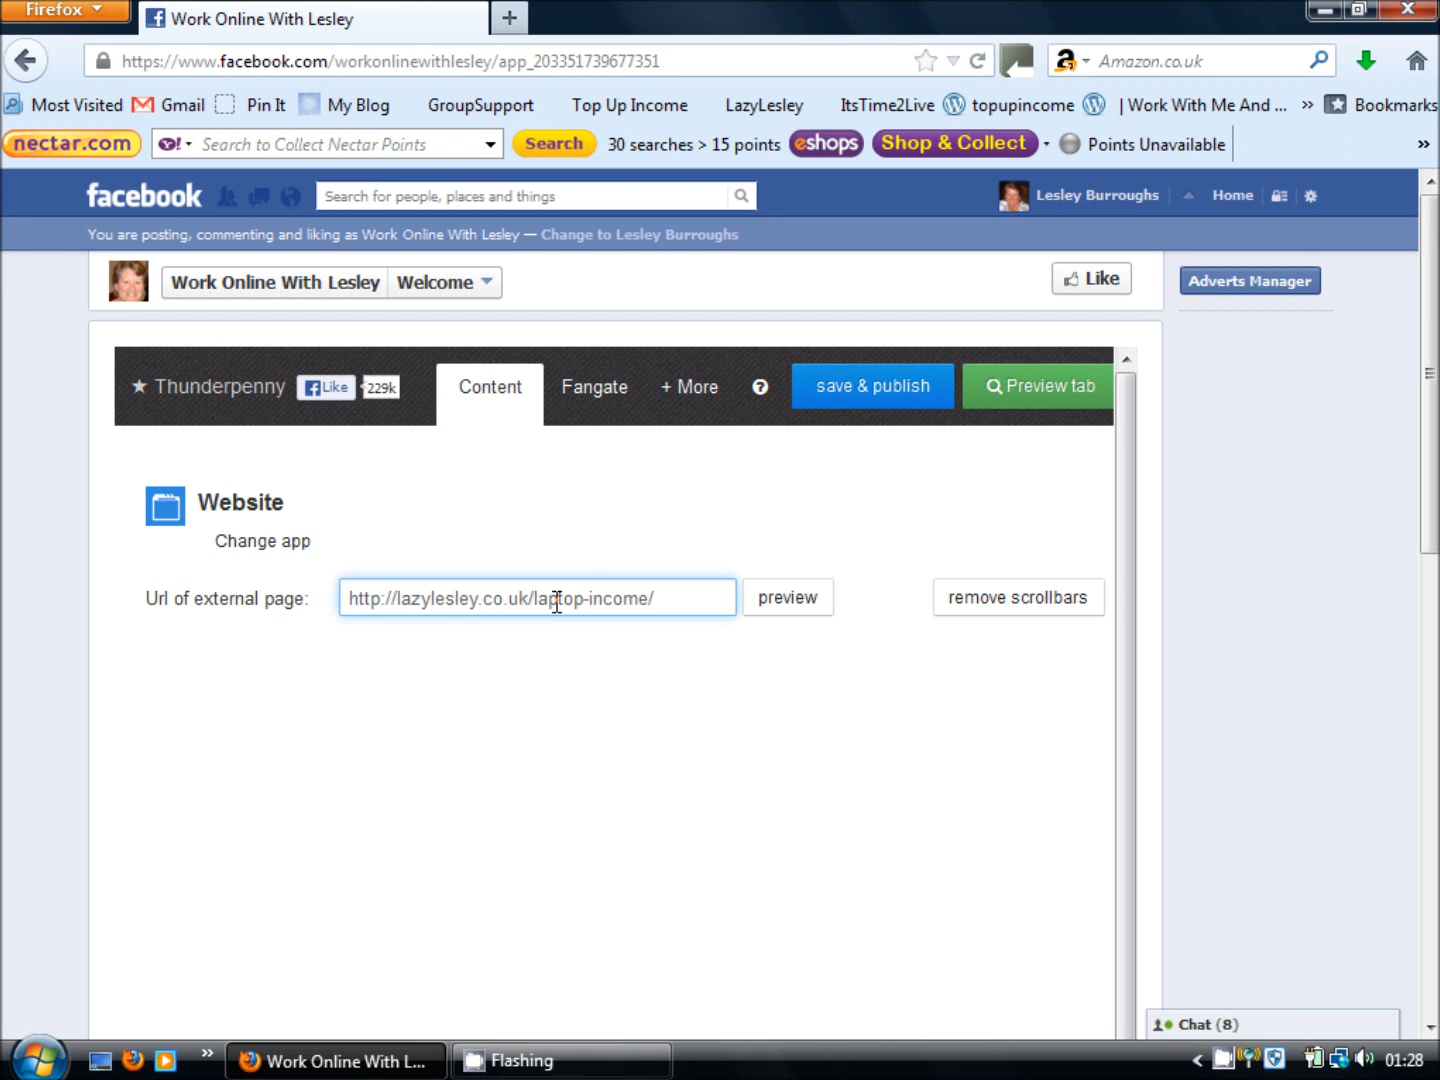 Firefox
Work Online With Lesley
https://www.facebook.com/workonlinewithlesley/app_203351739677351
Amazon.co.uk
Most Visited Gmail Pin It My Blog GroupSupport Top Up Income LazyLesley ItsTime2Live topupincome | Work With Me And ... » Bookmarks
nectar.com Search to Collect Nectar Points Search 30 searches > 15 points eshops Shop & Collect Points Unavailable »
facebook Search for people, places and things Lesley Burroughs Home
You are posting, commenting and liking as Work Online With Lesley — Change to Lesley Burroughs
Work Online With Lesley Welcome Like Adverts Manager
Thunderpenny Like 229k Content Fangate + More ? save & publish Preview tab
Website
Change app
Url of external page: http://lazylesley.co.uk/laptop-income/ preview remove scrollbars
Chat (8)
» Work Online With L... Flashing < 01:28